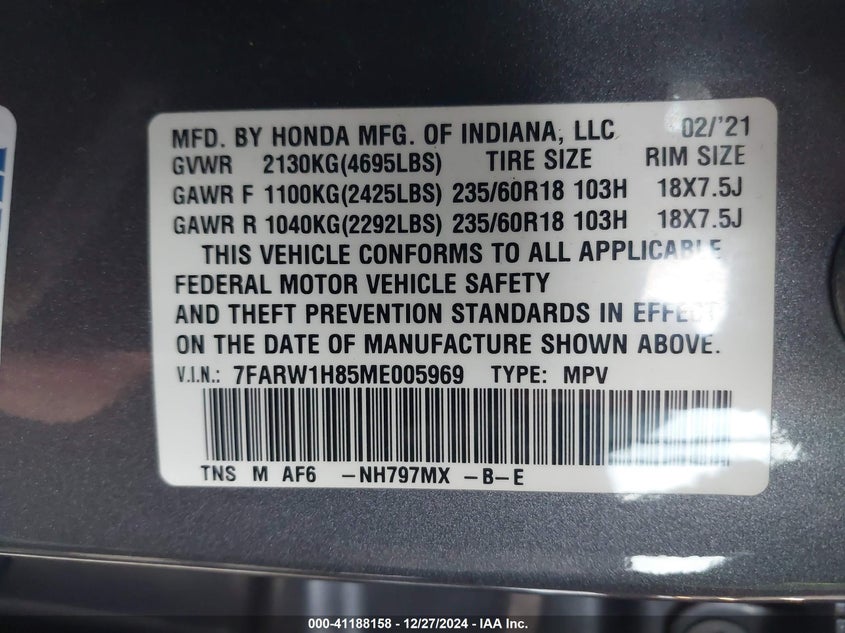 MFD. BY HONDA MFG. OF INDIANA, LLC 02/'21
GVWR 2130KG(4695LBS) TIRE SIZE RIM SIZE
GAWR F 1100KG(2425LBS) 235/60R18 103H 18X7.5J
GAWR R 1040KG(2292LBS) 235/60R18 103H 18X7.5J
THIS VEHICLE CONFORMS TO ALL APPLICABLE
FEDERAL MOTOR VEHICLE SAFETY
AND THEFT PREVENTION STANDARDS IN EFFECT
ON THE DATE OF MANUFACTURE SHOWN ABOVE.
V.I.N.: 7FARW1H85ME005969 TYPE: MPV
TNS M AF6 -NH797MX -B-E
000-41188158 - 12/27/2024 - IAA Inc.